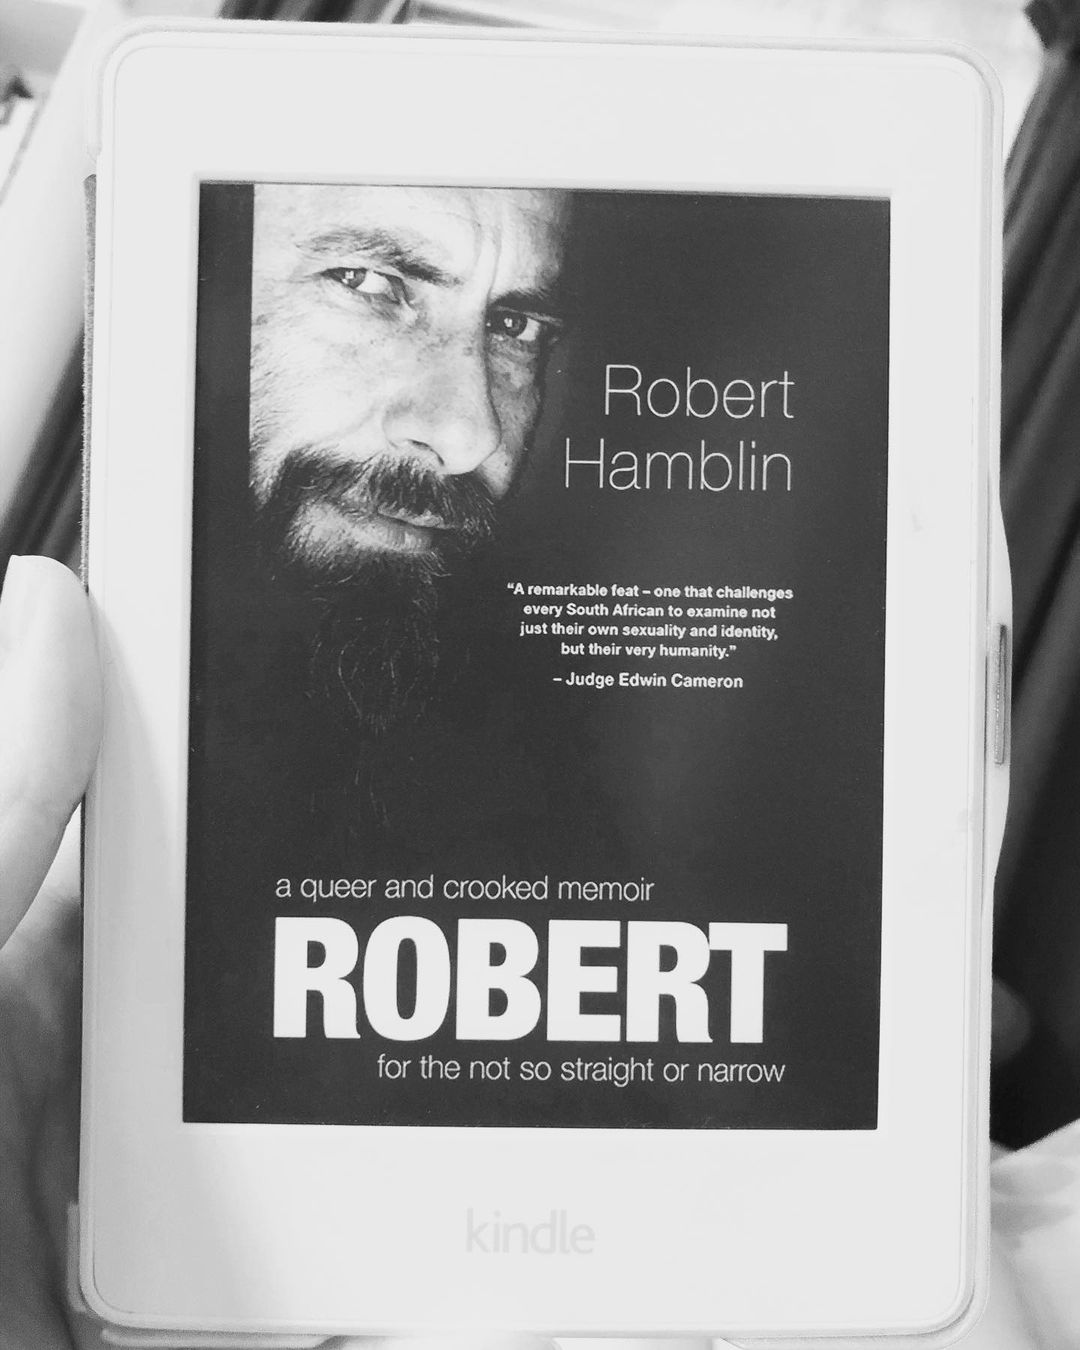 Robert
Hamblin
“A remarkable feat – one that challenges
every South African to examine not
just their own sexuality and identity,
but their very humanity.”
– Judge Edwin Cameron
a queer and crooked memoir
ROBERT
for the not so straight or narrow
kindle